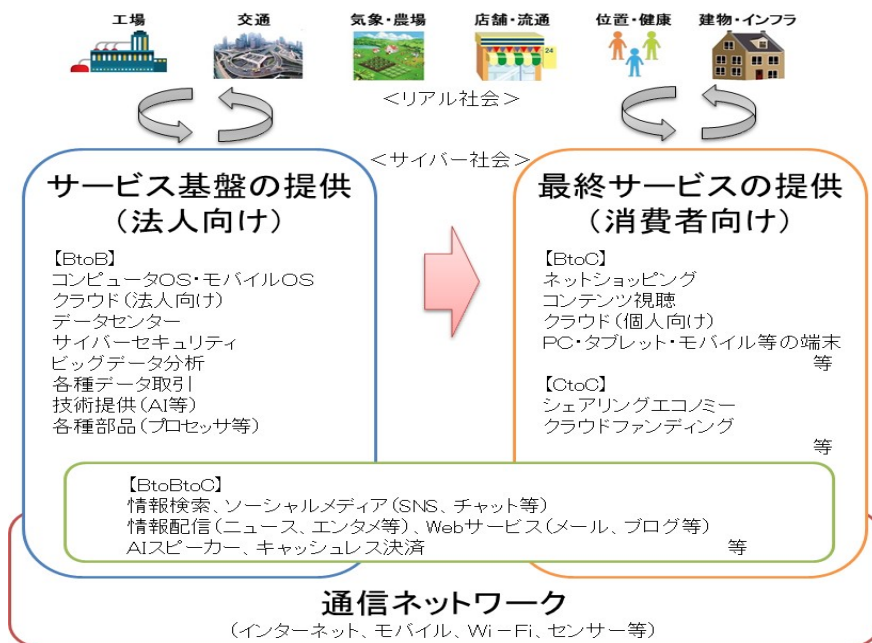 工場
交通
気象・農場
店舗・流通
位置・健康
建物・インフラ
24
＜リアル社会＞
＜サイバー社会＞
サービス基盤の提供
（法人向け）
【BtoB】
コンピュータOS・モバイルOS
クラウド（法人向け）
データセンター
サイバーセキュリティ
ビッグデータ分析
各種データ取引
技術提供（AI等）
各種部品（プロセッサ等）
最終サービスの提供
（消費者向け）
【BtoC】
ネットショッピング
コンテンツ視聴
クラウド（個人向け）
PC・タブレット・モバイル等の端末
等
【CtoC】
シェアリングエコノミー
クラウドファンディング
等
【BtoBtoC】
情報検索、ソーシャルメディア（SNS、チャット等）
情報配信（ニュース、エンタメ等）、Webサービス（メール、ブログ等）
AIスピーカー、キャッシュレス決済 等
通信ネットワーク
（インターネット、モバイル、Wi－Fi、センサー等）